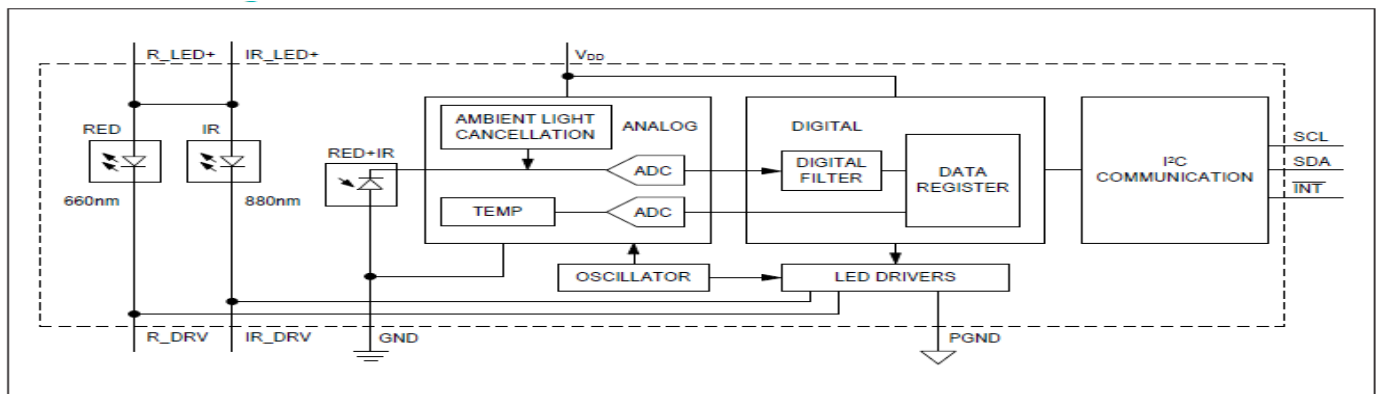 R_LED+ IR_LED+ VDD
RED IR
660nm 880nm
RED+IR
AMBIENT LIGHT
CANCELLATION
ANALOG
ADC
TEMP
ADC
DIGITAL
DIGITAL
FILTER
DATA
REGISTER
I²C
COMMUNICATION
SCL
SDA
INT
OSCILLATOR
LED DRIVERS
R_DRV IR_DRV GND PGND